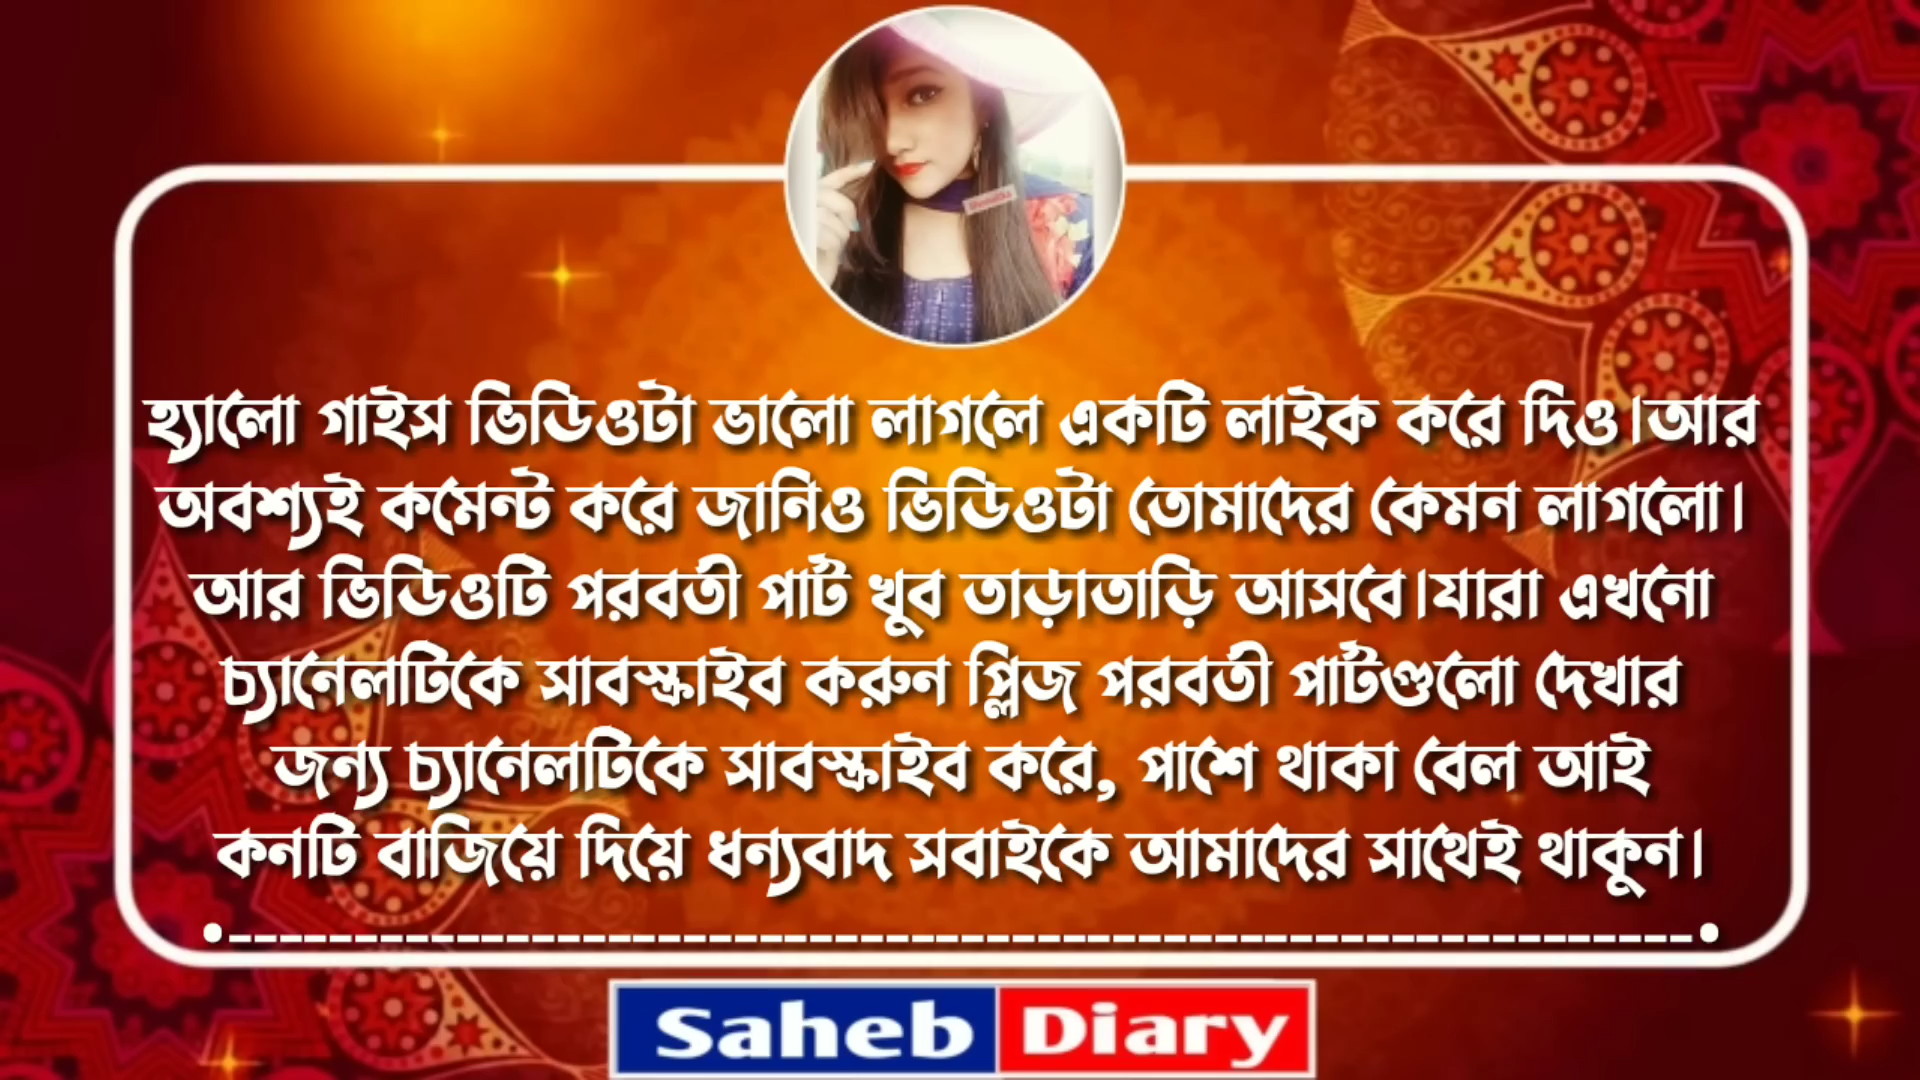 হ্যালো গাইস ভিডিওটা ভালো লাগলে একটি লাইক করে দিও।আর
অবশ্যই কমেন্ট করে জানিও ভিডিওটা তোমাদের কেমন লাগলো।
আর ভিডিওটি পরবর্তী পার্ট খুব তাড়াতাড়ি আসবে।যারা এখনো
চ্যানেলটিকে সাবস্ক্রাইব করুন প্লিজ পরবর্তী পার্টগুলো দেখার
জন্য চ্যানেলটিকে সাবস্ক্রাইব করে, পাশে থাকা বেল আই
কনটি বাজিয়ে দিয়ে ধন্যবাদ সবাইকে আমাদের সাথেই থাকুন।
Saheb Diary